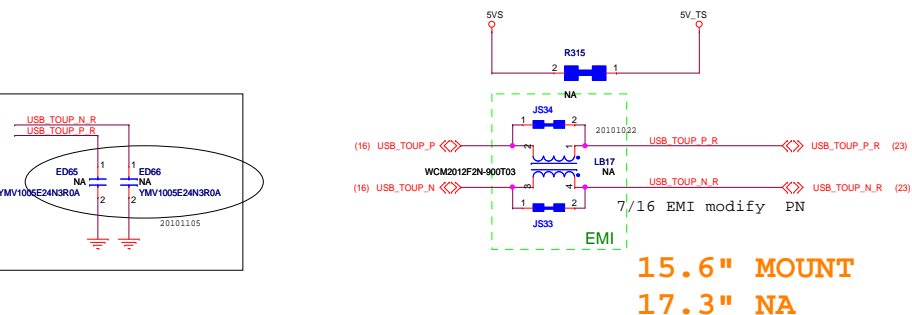 5VS
5V_TS
R315
2
1
NA
JS34
1
2
20101022
(16) USB_TOUP_P
USB_TOUP_P_R
USB_TOUP_P_R (23)
2
1
WCM2012F2N-900T03
LB17
NA
(16) USB_TOUP_N
3
4
USB_TOUP_N_R
USB_TOUP_N_R (23)
1
2
JS33
7/16 EMI modify PN
EMI
15.6" MOUNT
17.3" NA
USB_TOUP_N_R
USB_TOUP_P_R
1
1
ED65
NA
YMV1005E24N3R0A
2
ED66
NA
YMV1005E24N3R0A
2
20101105